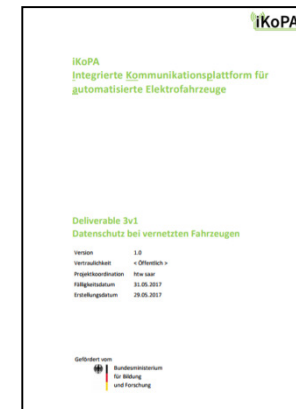 iKoPA
iKoPA
Integrierte Kommunikationsplattform für
automatisierte Elektrofahrzeuge
Deliverable 3v1
Datenschutz bei vernetzten Fahrzeugen
Version 1.0
Vertraulichkeit < Öffentlich >
Projektkoordination htw saar
Fälligkeitsdatum 31.05.2017
Erstellungsdatum 29.05.2017
Gefördert vom
Bundesministerium
für Bildung
und Forschung